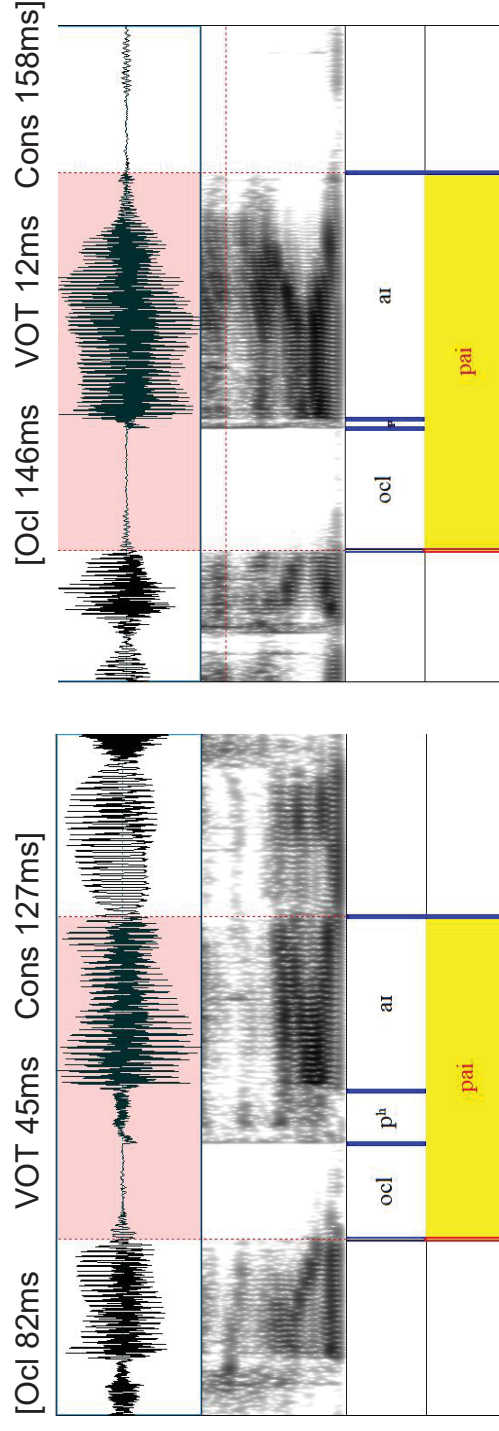 [Ocl 82ms VOT 45ms Cons 127ms]
ocl pʰ aɪ
pai
[Ocl 146ms VOT 12ms Cons 158ms]
ocl p aɪ
pai